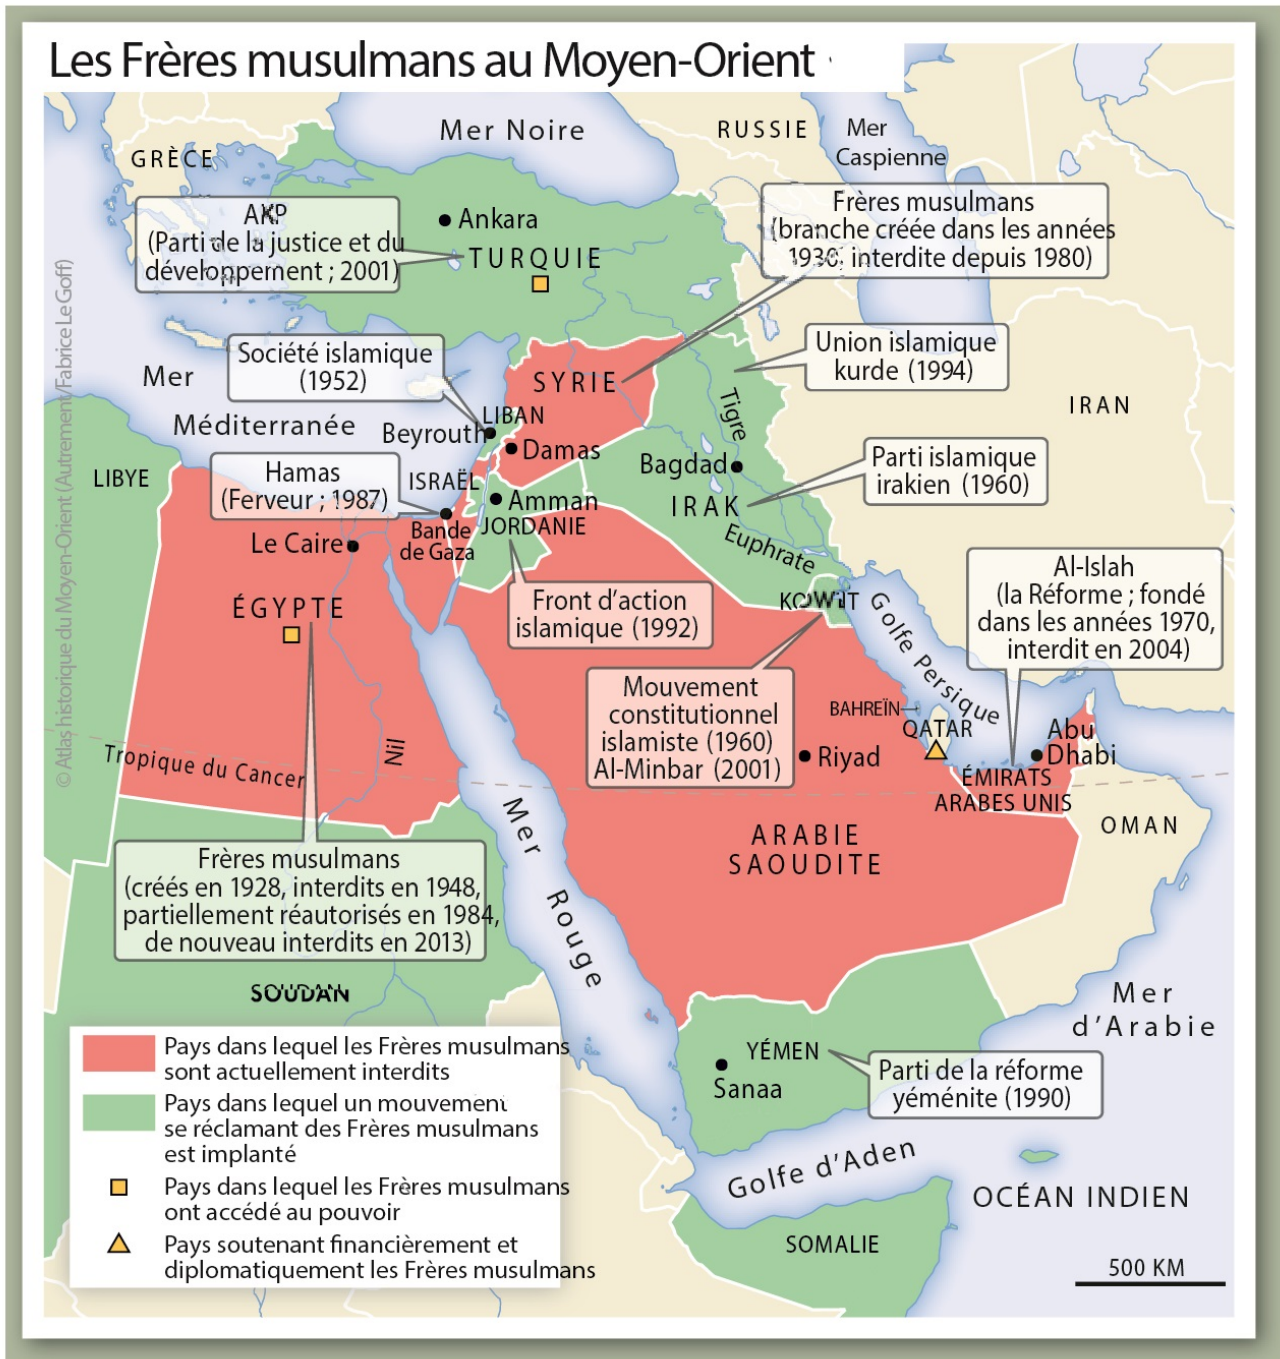 Les Frères musulmans au Moyen-Orient
Mer Noire
RUSSIE
Mer
Caspienne
GRÈCE
AKP
(Parti de la justice et du
développement ; 2001)
Ankara
TURQUIE
Frères musulmans
(branche créée dans les années
1930; interdite depuis 1980)
Société islamique
(1952)
Union islamique
kurde (1994)
SYRIE
Tigre
IRAN
Mer
Méditerranée
LIBAN
Beyrouth
Damas
LIBYE
Hamas
(Ferveur ; 1987)
ISRAËL
Bagdad
IRAK
Parti islamique
irakien (1960)
Amman
JORDANIE
Bande
de Gaza
Le Caire
Euphrate
ÉGYPTE
Front d'action
islamique (1992)
KOWEÏT
Golfe Persique
Al-Islah
(la Réforme ; fondé
dans les années 1970,
interdit en 2004)
Mouvement
constitutionnel
islamiste (1960)
Al-Minbar (2001)
BAHREÏN
QATAR
Riyad
Abu
Dhabi
ÉMIRATS
ARABES UNIS
Tropique du Cancer
Nil
Mer Rouge
ARABIE
SAOUDITE
OMAN
Frères musulmans
(créés en 1928, interdits en 1948,
partiellement réautorisés en 1984,
de nouveau interdits en 2013)
SOUDAN
Mer
d'Arabie
YÉMEN
Sanaa
Parti de la réforme
yéménite (1990)
Golfe d'Aden
OCÉAN INDIEN
SOMALIE
500 KM
Pays dans lequel les Frères musulmans
sont actuellement interdits
Pays dans lequel un mouvement
se réclamant des Frères musulmans
est implanté
Pays dans lequel les Frères musulmans
ont accédé au pouvoir
Pays soutenant financièrement et
diplomatiquement les Frères musulmans
© Atlas historique du Moyen-Orient (Autrement/Fabrice Le Goff)